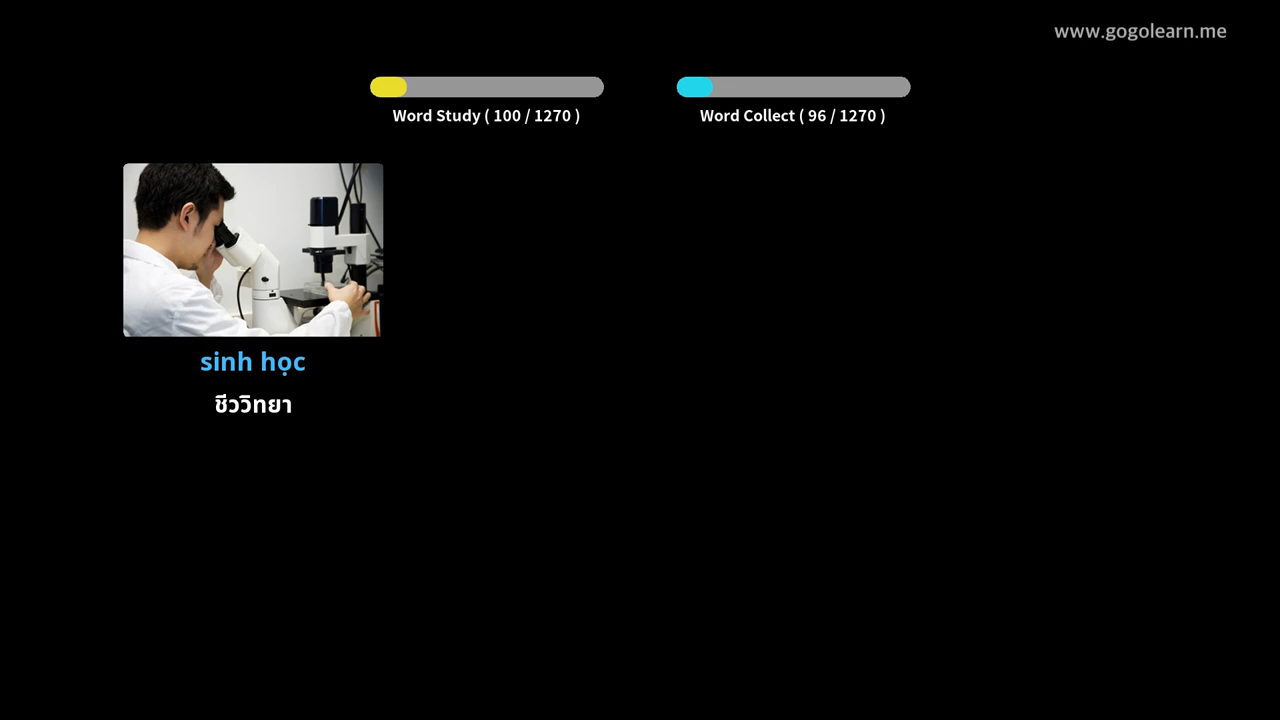 www.gogolearn.me
Word Study ( 100 / 1270 )
Word Collect ( 96 / 1270 )
sinh học
ชีววิทยา